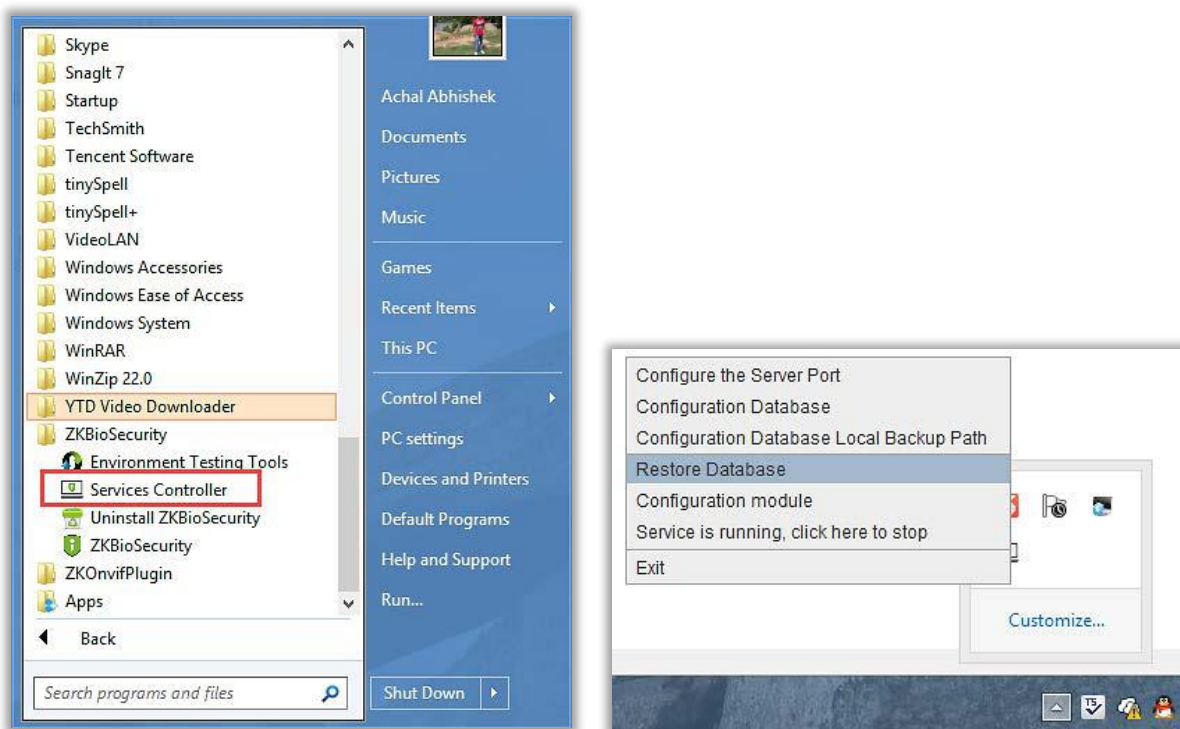 Skype
SnagIt 7
Startup
TechSmith
Tencent Software
tinySpell
tinySpell+
VideoLAN
Windows Accessories
Windows Ease of Access
Windows System
WinRAR
WinZip 22.0
YTD Video Downloader
ZKBioSecurity
Environment Testing Tools
Services Controller
Uninstall ZKBioSecurity
ZKBioSecurity
ZKOnvifPlugin
Apps
Back
Search programs and files
Achal Abhishek
Documents
Pictures
Music
Games
Recent Items
This PC
Control Panel
PC settings
Devices and Printers
Default Programs
Help and Support
Run...
Shut Down
Configure the Server Port
Configuration Database
Configuration Database Local Backup Path
Restore Database
Configuration module
Service is running, click here to stop
Exit
Customize...
TS